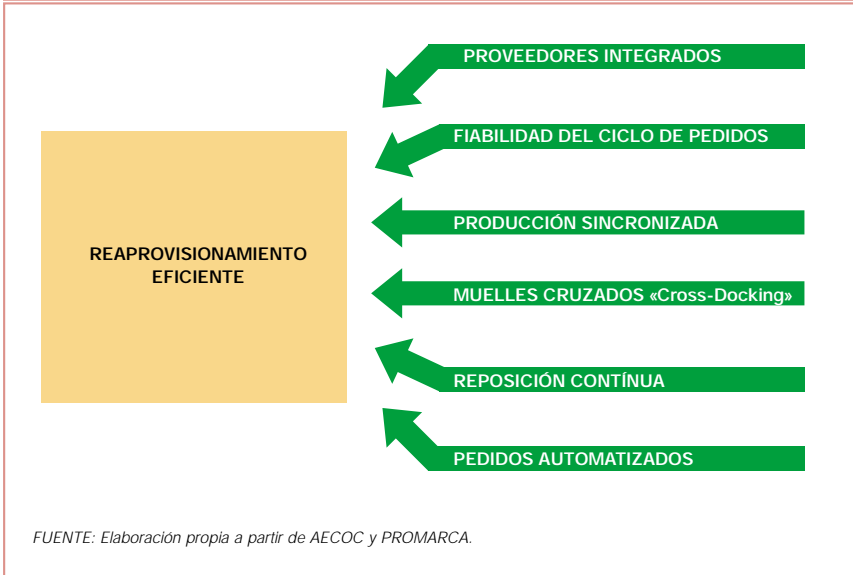 PROVEEDORES INTEGRADOS
FIABILIDAD DEL CICLO DE PEDIDOS
PRODUCCIÓN SINCRONIZADA
REAPROVISIONAMIENTO
EFICIENTE
MUELLES CRUZADOS «Cross-Docking»
REPOSICIÓN CONTÍNUA
PEDIDOS AUTOMATIZADOS
FUENTE: Elaboración propia a partir de AECOC y PROMARCA.